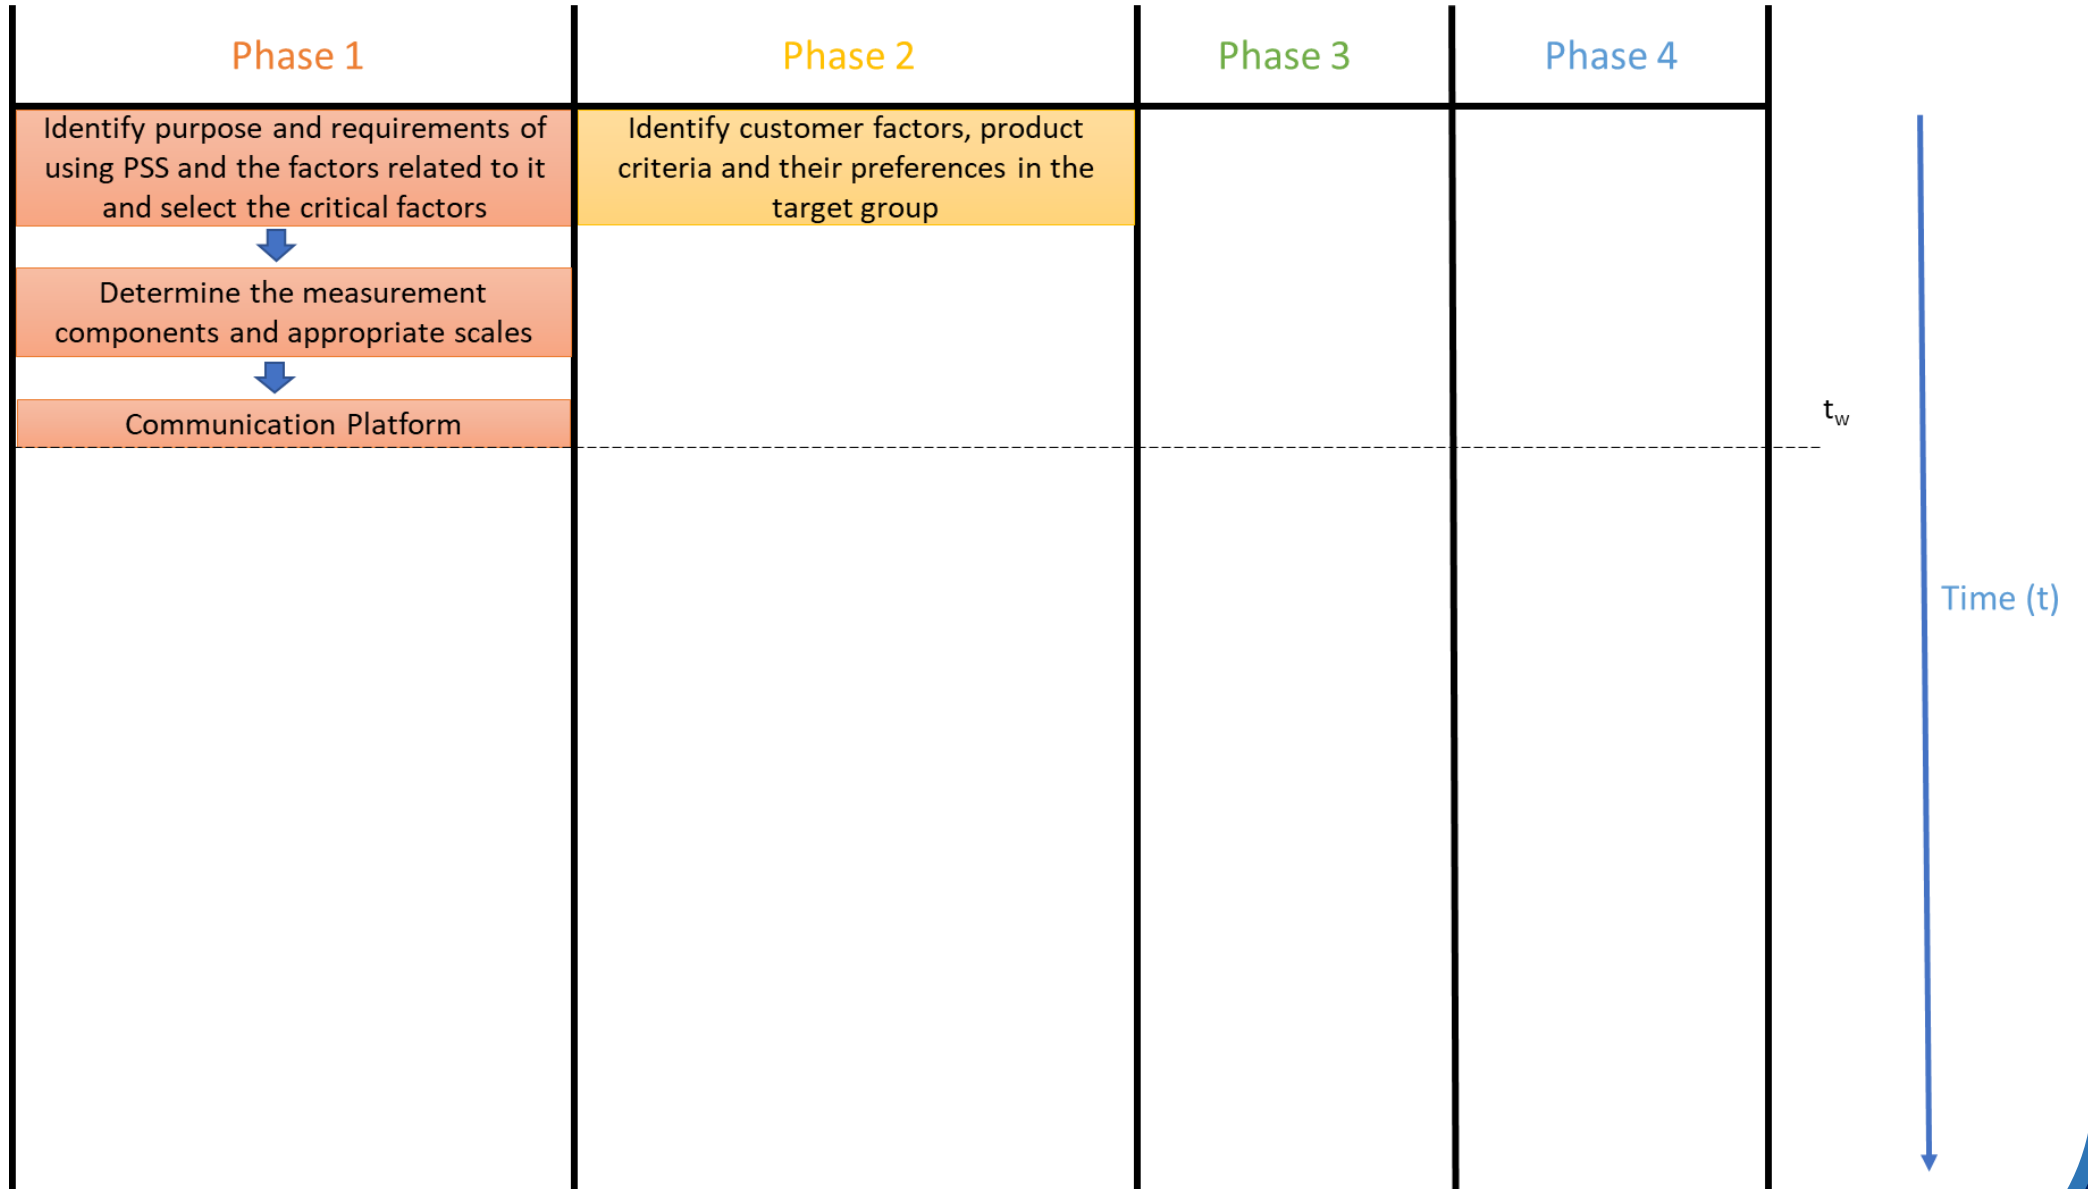 Phase 1
Phase 2
Phase 3
Phase 4
Identify purpose and requirements of
using PSS and the factors related to it
and select the critical factors
Identify customer factors, product
criteria and their preferences in the
target group
Determine the measurement
components and appropriate scales
Communication Platform
tw
Time (t)